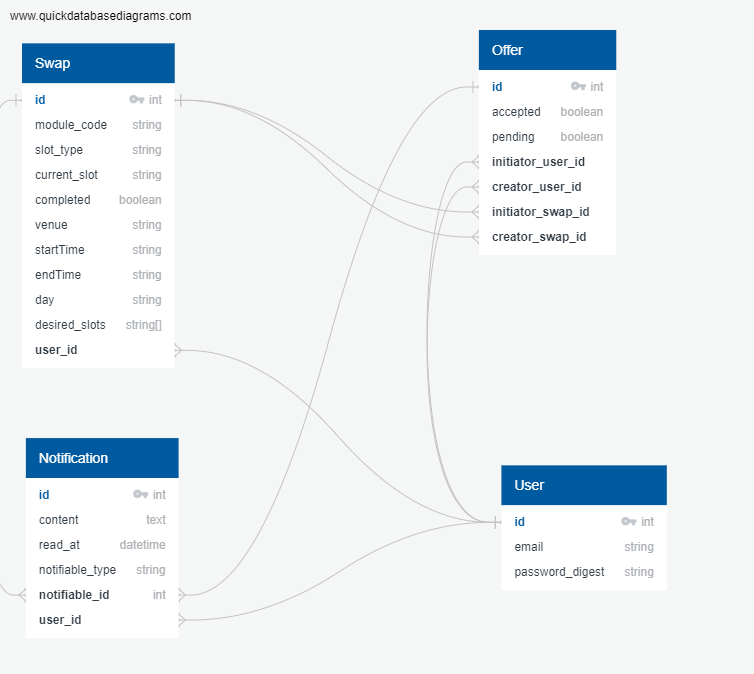 www.quickdatabasediagrams.com
Swap
id int
module_code string
slot_type string
current_slot string
completed boolean
venue string
startTime string
endTime string
day string
desired_slots string[]
user_id
Offer
id int
accepted boolean
pending boolean
initiator_user_id
creator_user_id
initiator_swap_id
creator_swap_id
Notification
id int
content text
read_at datetime
notifiable_type string
notifiable_id int
user_id
User
id int
email string
password_digest string